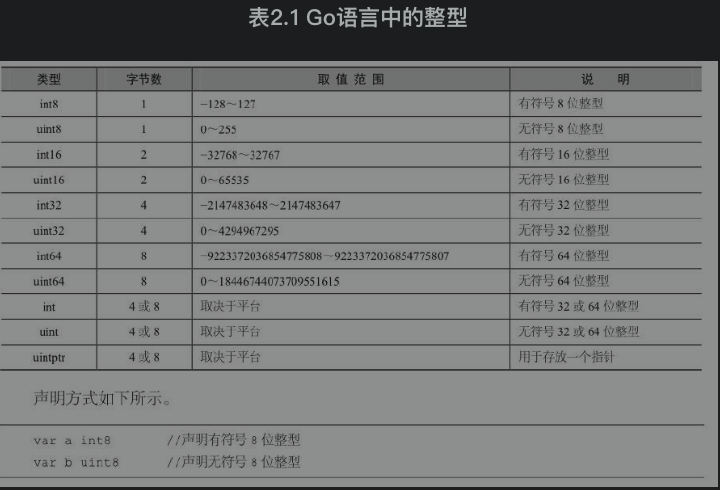 表2.1 Go语言中的整型
类型 字节数 取值范围 说 明
int8 1 −128～127 有符号 8 位整型
uint8 1 0～255 无符号 8 位整型
int16 2 −32768～32767 有符号 16 位整型
uint16 2 0～65535 无符号 16 位整型
int32 4 −2147483648～2147483647 有符号 32 位整型
uint32 4 0～4294967295 无符号 32 位整型
int64 8 −9223372036854775808～9223372036854775807 有符号 64 位整型
uint64 8 0～18446744073709551615 无符号 64 位整型
int 4 或 8 取决于平台 有符号 32 或 64 位整型
uint 4 或 8 取决于平台 无符号 32 或 64 位整型
uintptr 4 或 8 取决于平台 用于存放一个指针
声明方式如下所示。
var a int8 //声明有符号 8 位整型
var b uint8 //声明无符号 8 位整型